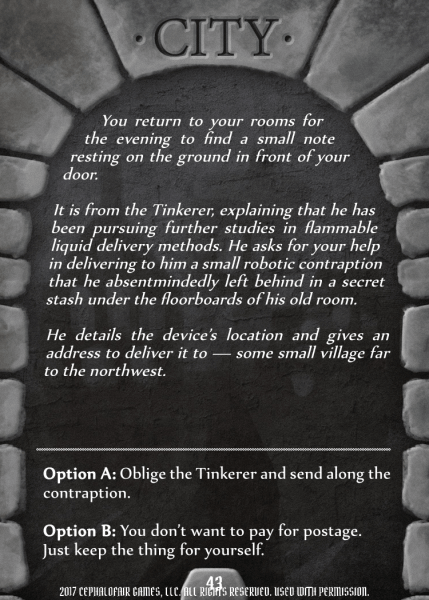 · CITY ·
You return to your rooms for
the evening to find a small note
resting on the ground in front of your
door.
It is from the Tinkerer, explaining that he has
been pursuing further studies in flammable
liquid delivery methods. He asks for your help
in delivering to him a small robotic contraption
that he absentmindedly left behind in a secret
stash under the floorboards of his old room.
He details the device's location and gives an
address to deliver it to — some small village far
to the northwest.
Option A: Oblige the Tinkerer and send along the
contraption.
Option B: You don't want to pay for postage.
Just keep the thing for yourself.
43
2017 CEPHALOFAIR GAMES, LLC. ALL RIGHTS RESERVED. USED WITH PERMISSION.